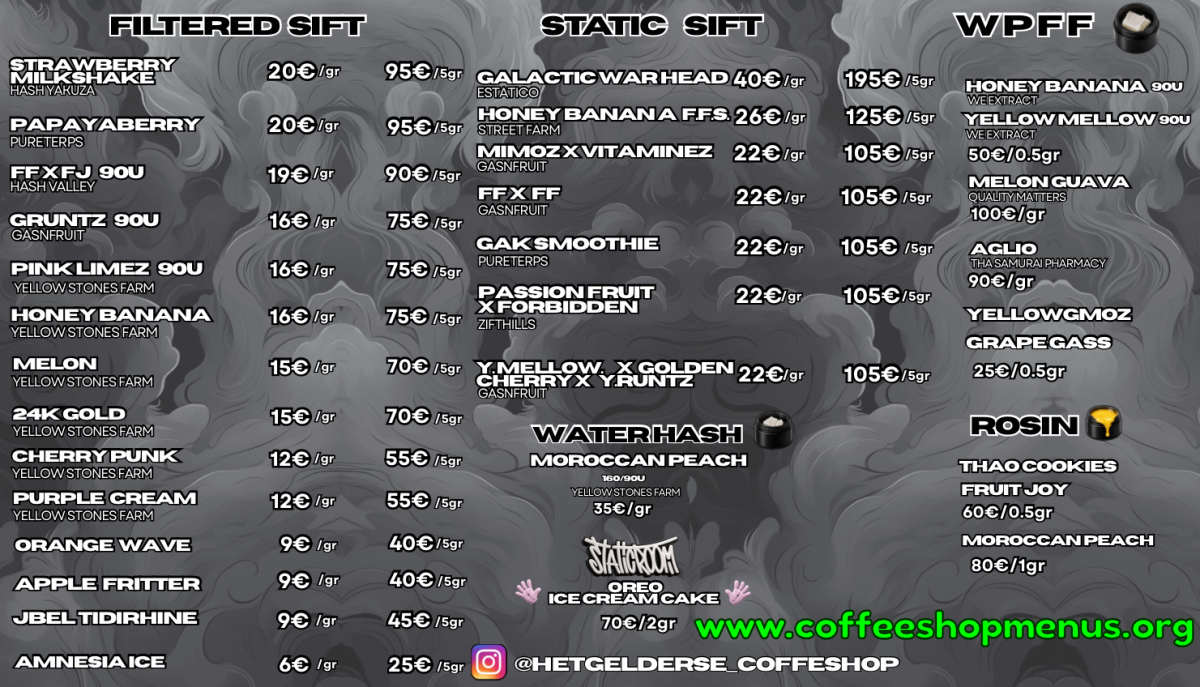 FILTERED SIFT
STRAWBERRY
MILKSHAKE 20€/gr 95€/5gr
HASH YAKUZA
PAPAYABERRY 20€/gr 95€/5gr
PURETERPS
FF X FJ 90U 19€/gr 90€/5gr
HASH VALLEY
GRUNTZ 90U 16€/gr 75€/5gr
GASNFRUIT
PINK LIMEZ 90U 16€/gr 75€/5gr
YELLOW STONES FARM
HONEY BANANA 16€/gr 75€/5gr
YELLOW STONES FARM
MELON 15€/gr 70€/5gr
YELLOW STONES FARM
24K GOLD 15€/gr 70€/5gr
YELLOW STONES FARM
CHERRY PUNK 12€/gr 55€/5gr
YELLOW STONES FARM
PURPLE CREAM 12€/gr 55€/5gr
YELLOW STONES FARM
ORANGE WAVE 9€/gr 40€/5gr
APPLE FRITTER 9€/gr 40€/5gr
JBEL TIDIRHINE 9€/gr 45€/5gr
AMNESIA ICE 6€/gr 25€/5gr
STATIC SIFT
GALACTIC WAR HEAD 40€/gr 195€/5gr
ESTATICO
HONEY BANANA F.F.S. 26€/gr 125€/5gr
STREET FARM
MIMOZ X VITAMINEZ 22€/gr 105€/5gr
GASNFRUIT
FF X FF 22€/gr 105€/5gr
GASNFRUIT
GAK SMOOTHIE 22€/gr 105€/5gr
PURETERPS
PASSION FRUIT
X FORBIDDEN 22€/gr 105€/5gr
ZIFTHILLS
Y.MELLOW. X GOLDEN
CHERRY X Y.RUNTZ 22€/gr 105€/5gr
GASNFRUIT
WATER HASH
MOROCCAN PEACH
160/90U
YELLOW STONES FARM
35€/gr
STATICROOM
OREO
ICE CREAM CAKE
70€/2gr
@HETGELDERSE_COFFESHOP
WPFF
HONEY BANANA 90U
WE EXTRACT
YELLOW MELLOW 90U
WE EXTRACT
50€/0.5gr
MELON GUAVA
QUALITY MATTERS
100€/gr
AGLIO
THA SAMURAI PHARMACY
90€/gr
YELLOWGMOZ
GRAPE GASS
25€/0.5gr
ROSIN
THAO COOKIES
FRUIT JOY
60€/0.5gr
MOROCCAN PEACH
80€/1gr
www.coffeeshopmenus.org